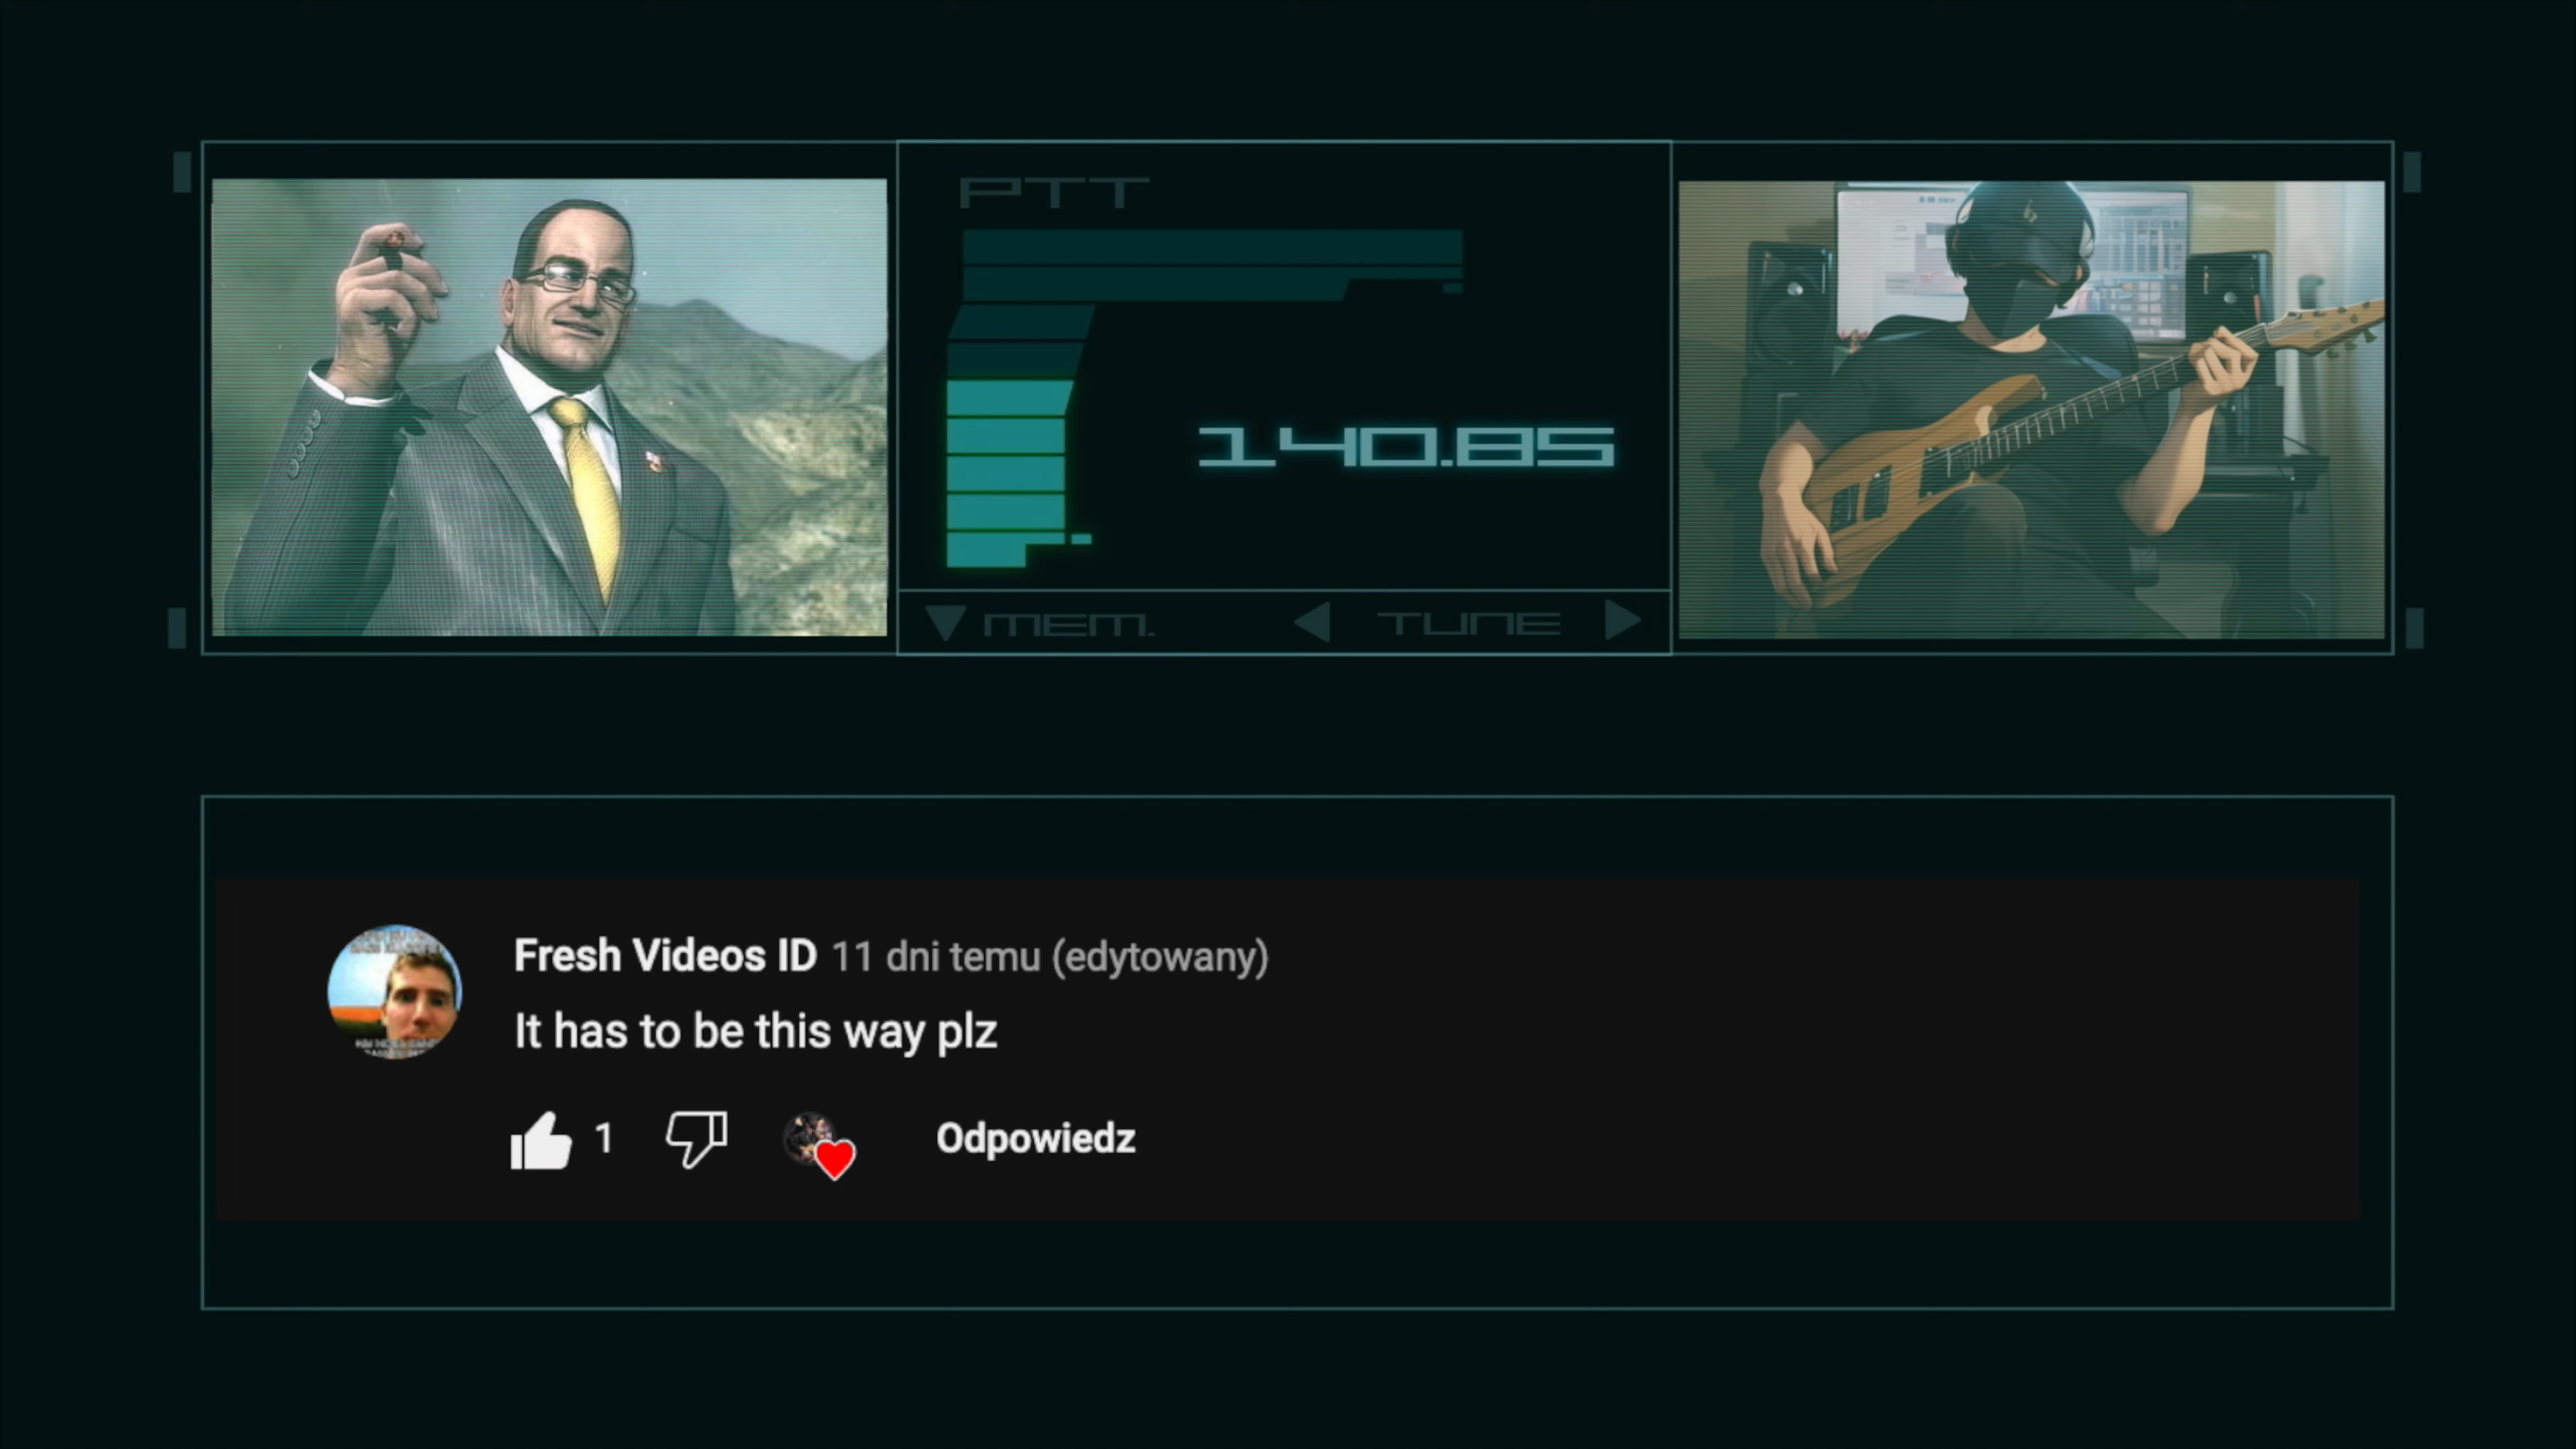 PTT
140.85
MEM.
TUNE
Fresh Videos ID 11 dni temu (edytowany)
It has to be this way plz
1
Odpowiedz